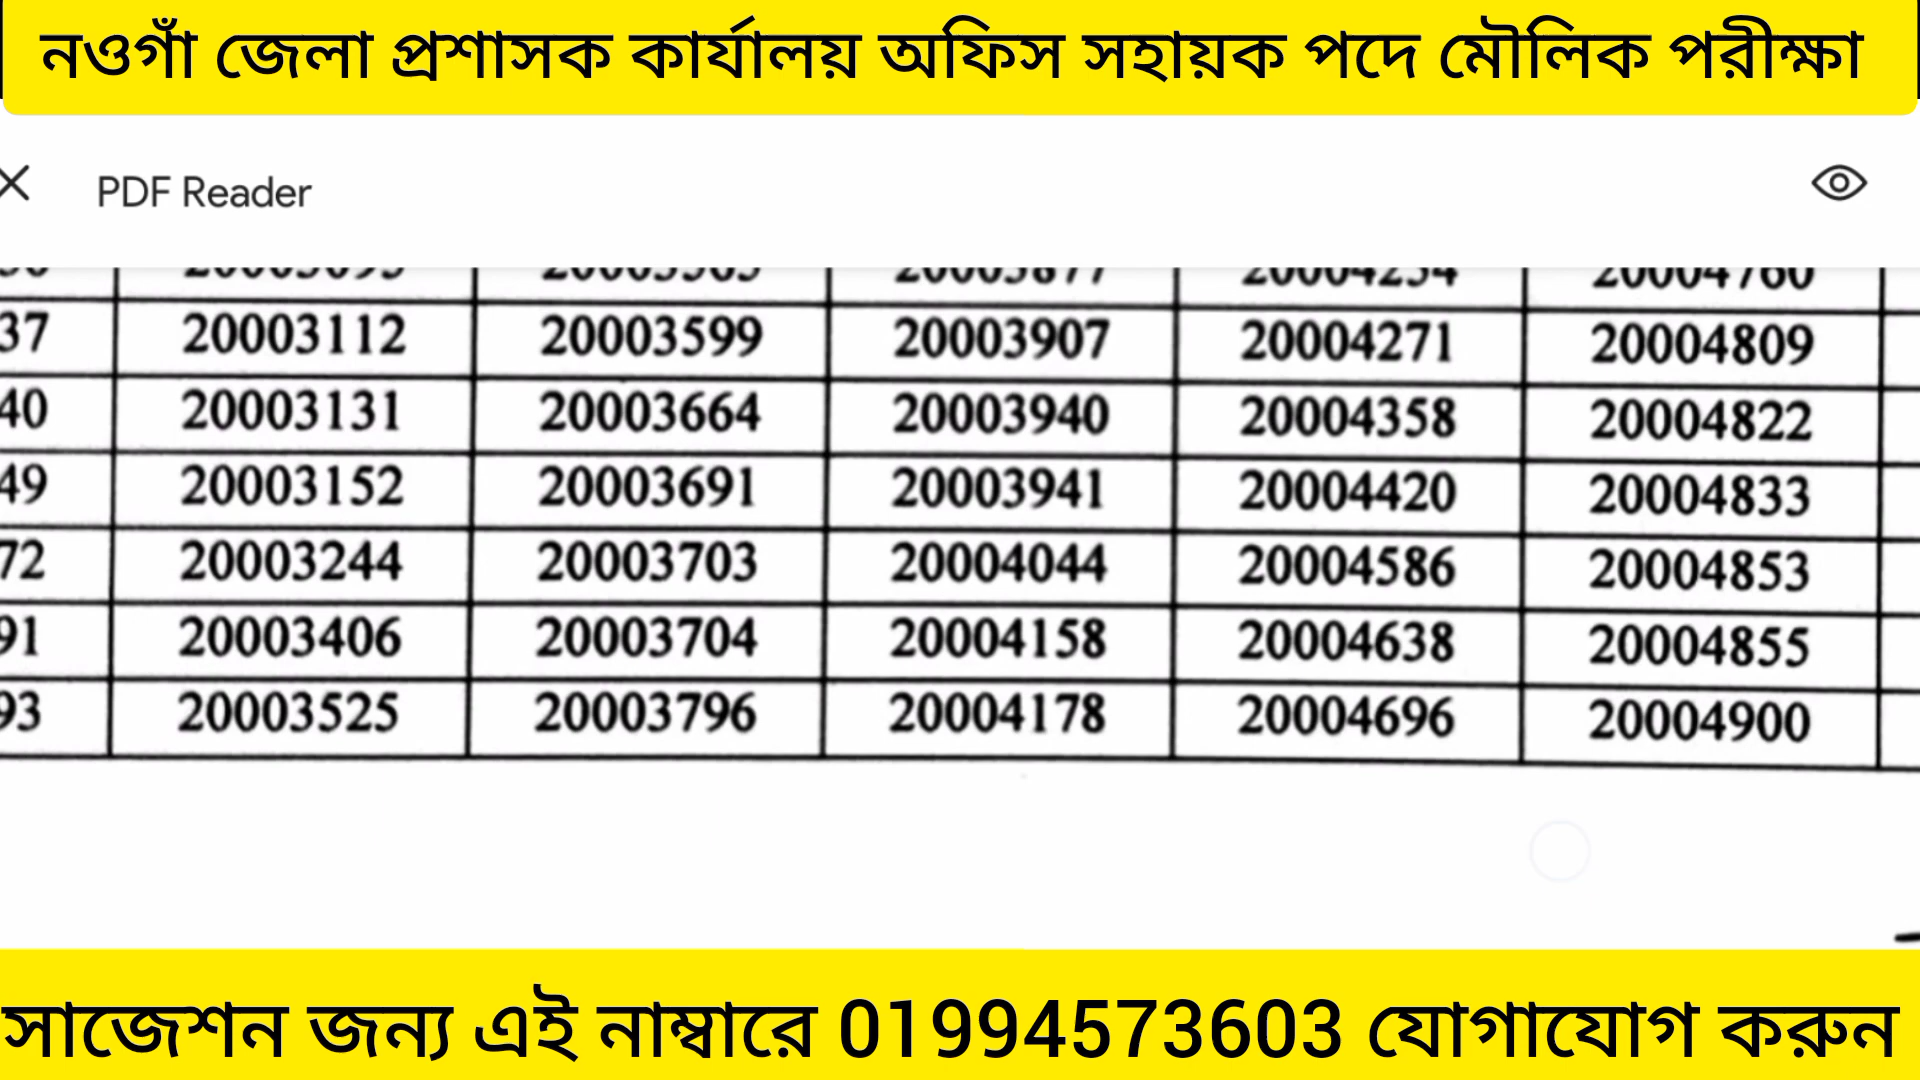 নওগাঁ জেলা প্রশাসক কার্যালয় অফিস সহায়ক পদে মৌলিক পরীক্ষা
PDF Reader
20004254 20004760
37 20003112 20003599 20003907 20004271 20004809
40 20003131 20003664 20003940 20004358 20004822
49 20003152 20003691 20003941 20004420 20004833
72 20003244 20003703 20004044 20004586 20004853
91 20003406 20003704 20004158 20004638 20004855
93 20003525 20003796 20004178 20004696 20004900
সাজেশন জন্য এই নাম্বারে 01994573603 যোগাযোগ করুন